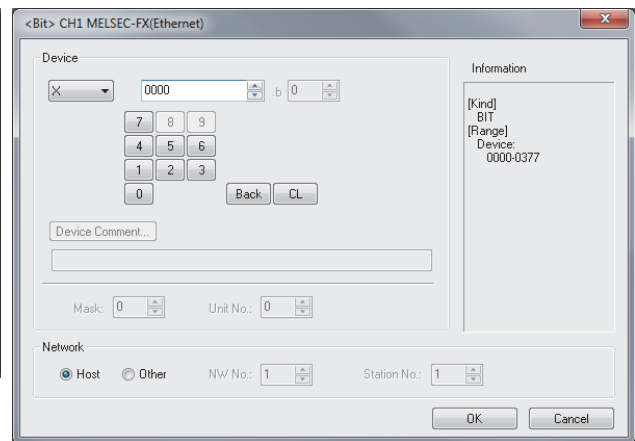 <Bit> CH1 MELSEC-FX(Ethernet)
Device
X 0000 .b 0
7 8 9
4 5 6
1 2 3
0 Back CL
Device Comment...
Mask: 0 Unit No.: 0
Information
[Kind]
BIT
[Range]
Device:
0000-0377
Network
Host Other NW No.: 1 Station No.: 1
OK Cancel